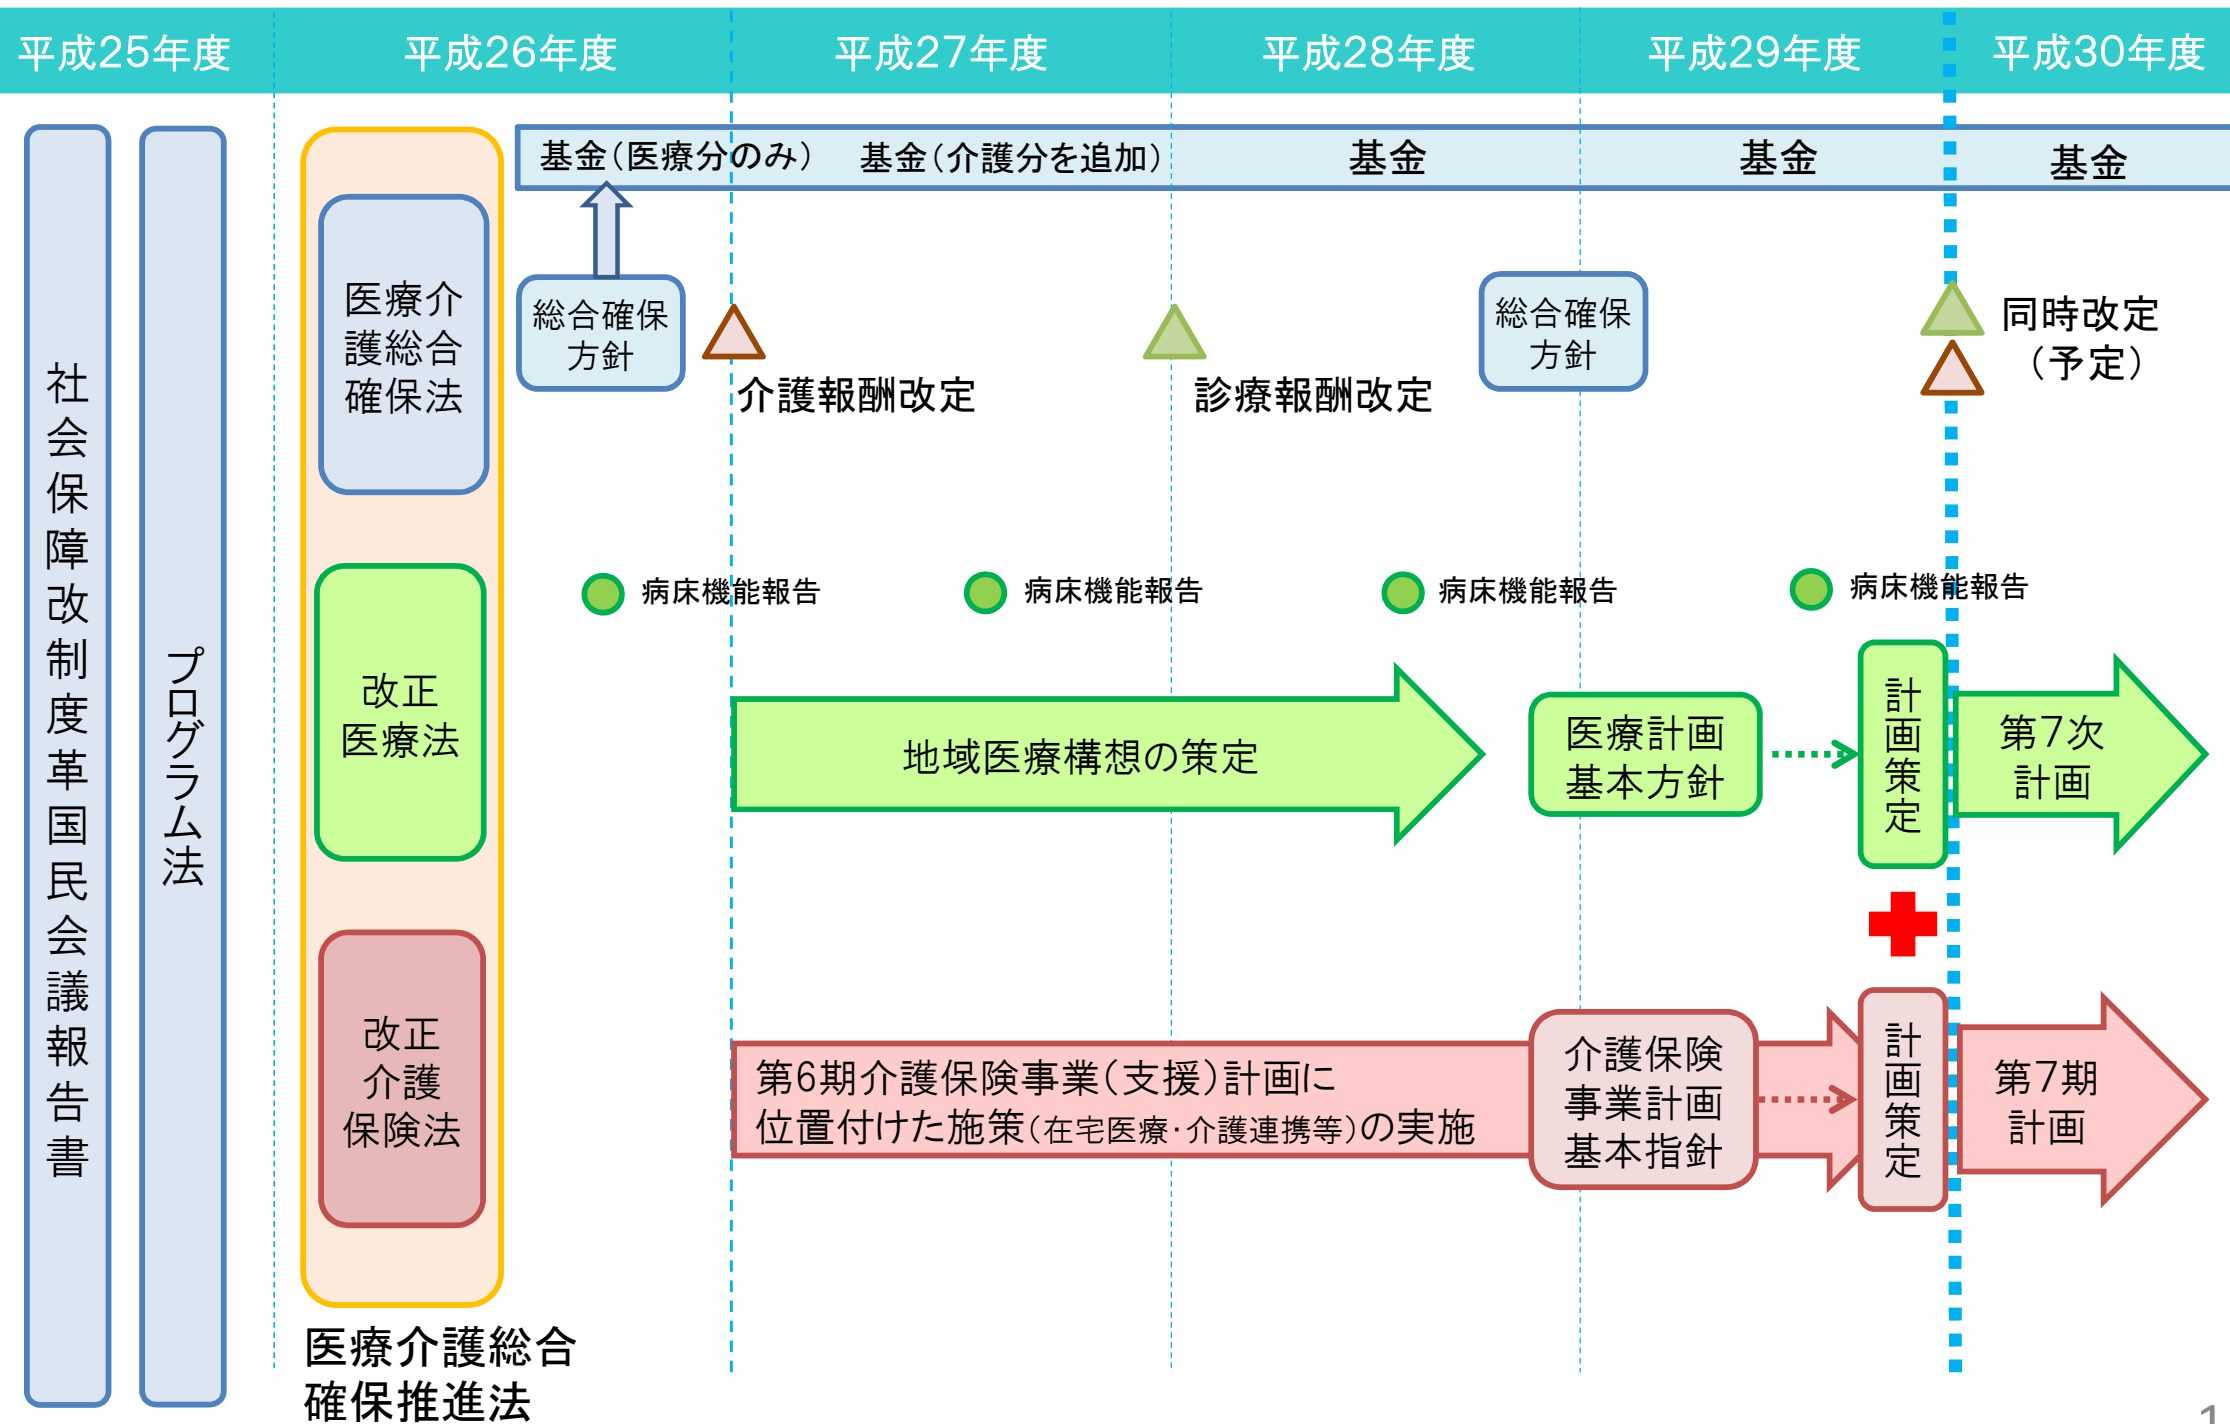 平成25年度
平成26年度
平成27年度
平成28年度
平成29年度
平成30年度
社会保障改制度革国民会議報告書
プログラム法
基金（医療分のみ）
基金（介護分を追加）
基金
基金
基金
医療介
護総合
確保法
総合確保
方針
介護報酬改定
診療報酬改定
総合確保
方針
同時改定
（予定）
病床機能報告
病床機能報告
病床機能報告
病床機能報告
改正
医療法
地域医療構想の策定
医療計画
基本方針
計画策定
第7次
計画
改正
介護
保険法
第6期介護保険事業（支援）計画に
位置付けた施策（在宅医療・介護連携等）の実施
介護保険
事業計画
基本指針
計画策定
第7期
計画
医療介護総合
確保推進法
1